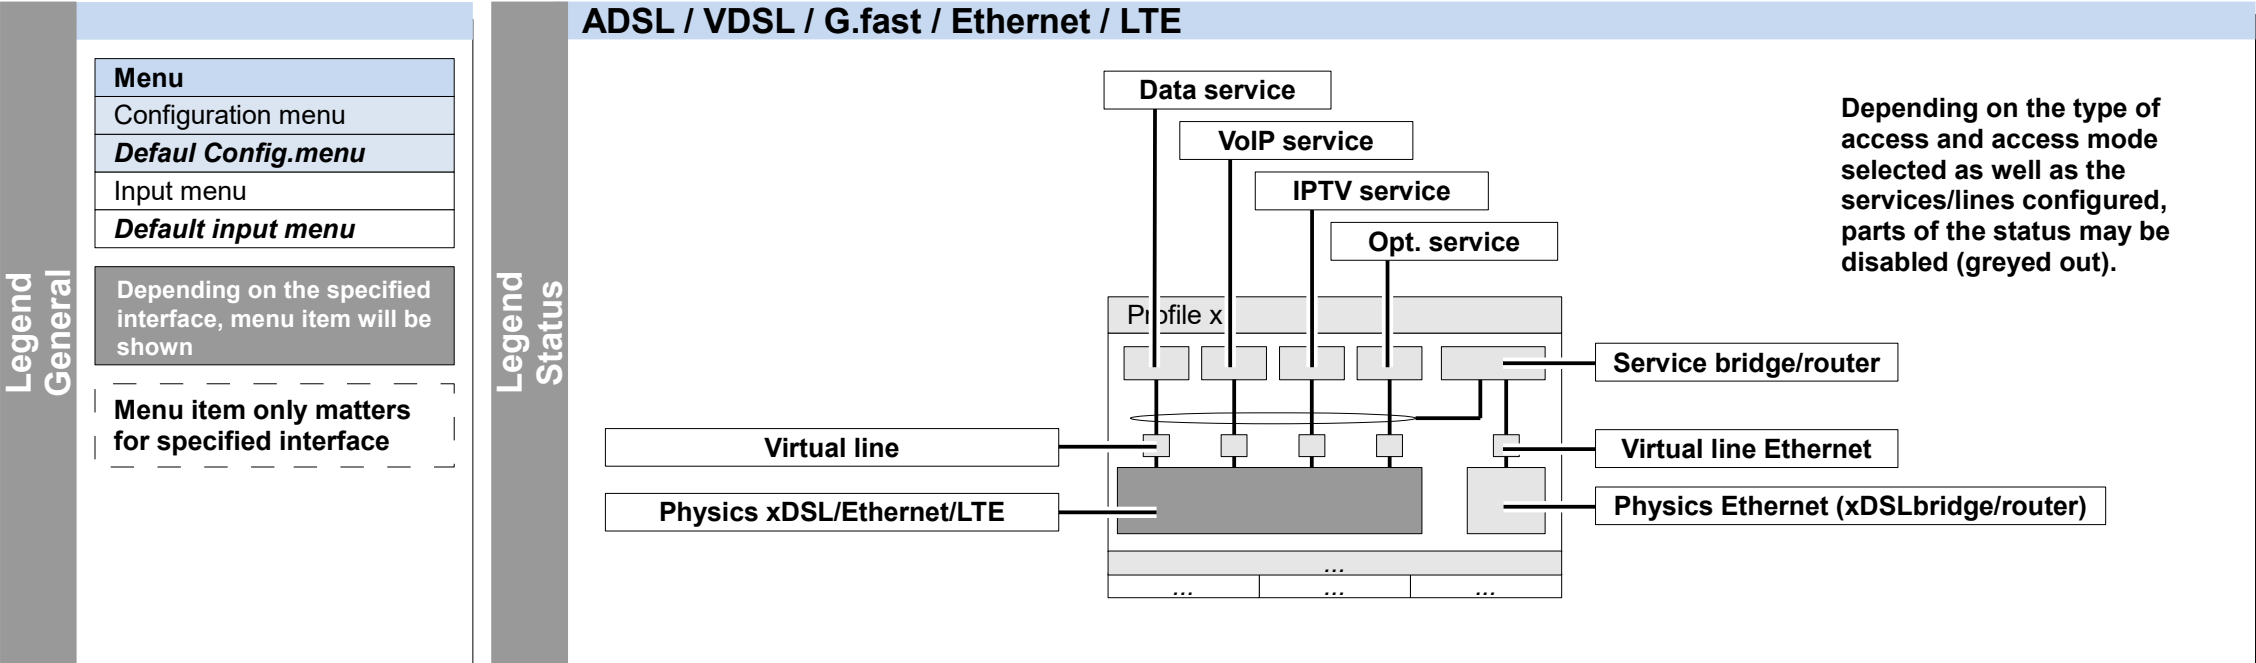 Legend
General
Menu
Configuration menu
Defaul Config.menu
Input menu
Default input menu
Depending on the specified
interface, menu item will be
shown
Menu item only matters
for specified interface
Legend
Status
ADSL / VDSL / G.fast / Ethernet / LTE
Data service
VoIP service
IPTV service
Opt. service
Depending on the type of
access and access mode
selected as well as the
services/lines configured,
parts of the status may be
disabled (greyed out).
Profile x
Service bridge/router
Virtual line
Virtual line Ethernet
Physics xDSL/Ethernet/LTE
Physics Ethernet (xDSLbridge/router)
...
... ... ...